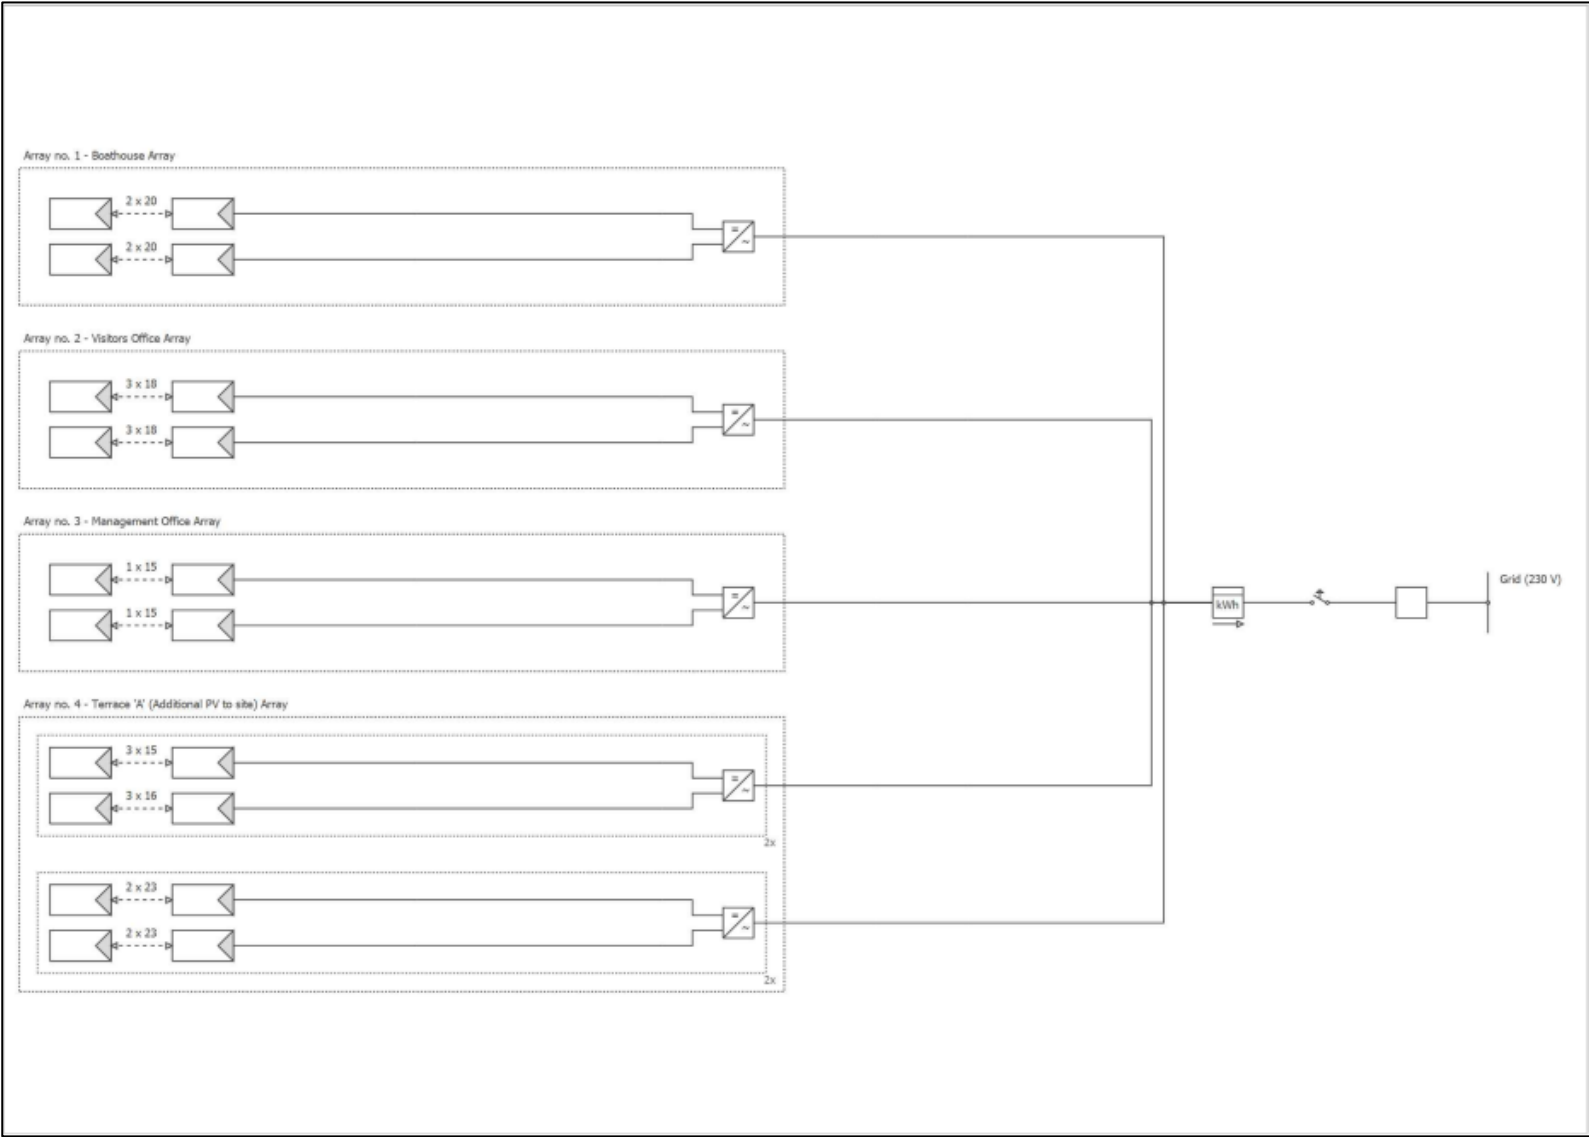 Array no. 1 - Boathouse Array
2 x 20
2 x 20
=
~
Array no. 2 - Visitors Office Array
3 x 18
3 x 18
=
~
Array no. 3 - Management Office Array
1 x 15
1 x 15
=
~
kWh
Grid (230 V)
Array no. 4 - Terrace 'A' (Additional PV to site) Array
3 x 15
3 x 16
=
~
2x
2 x 23
2 x 23
=
~
2x